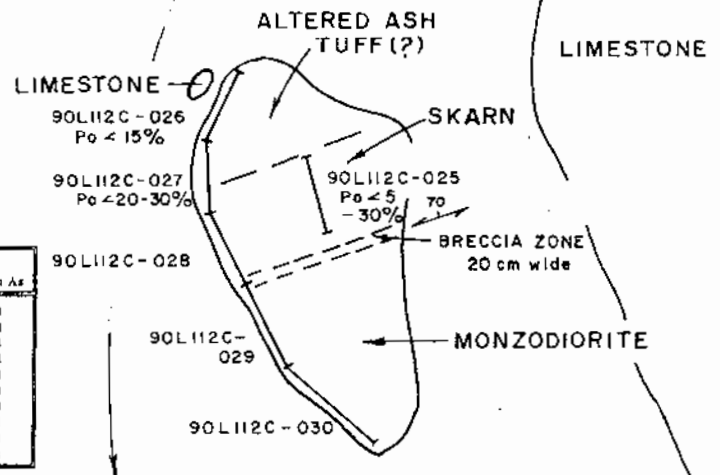 ALTERED ASH
TUFF(?)
LIMESTONE
LIMESTONE
90L112C-026
Po < 15%
SKARN
90L112C-027
Po <20-30%
90L112C-025
Po < 5
-30%
70
BRECCIA ZONE
20 cm wide
90L112C-028
As
90L112C-
029
MONZODIORITE
90L112C-030